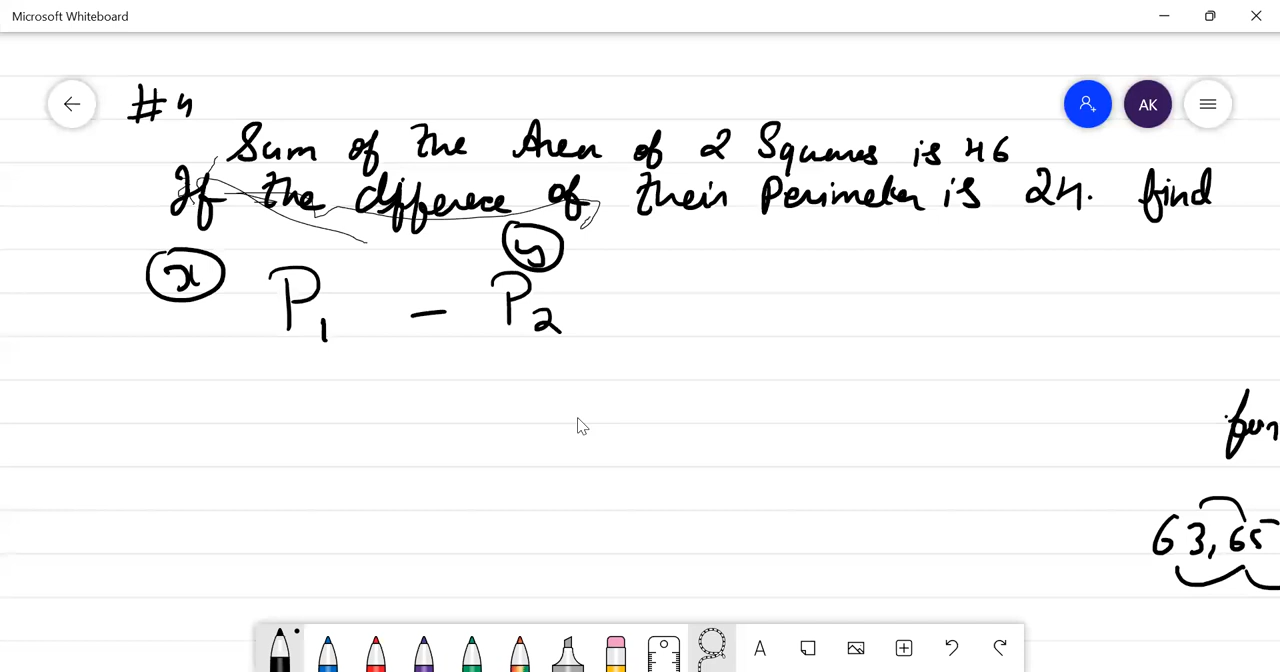 Microsoft Whiteboard
#4
AK
Sum of the Area of 2 Squares is 46
If the difference of their Perimeter is 24. find
x
y
P1 - P2
63, 65
A